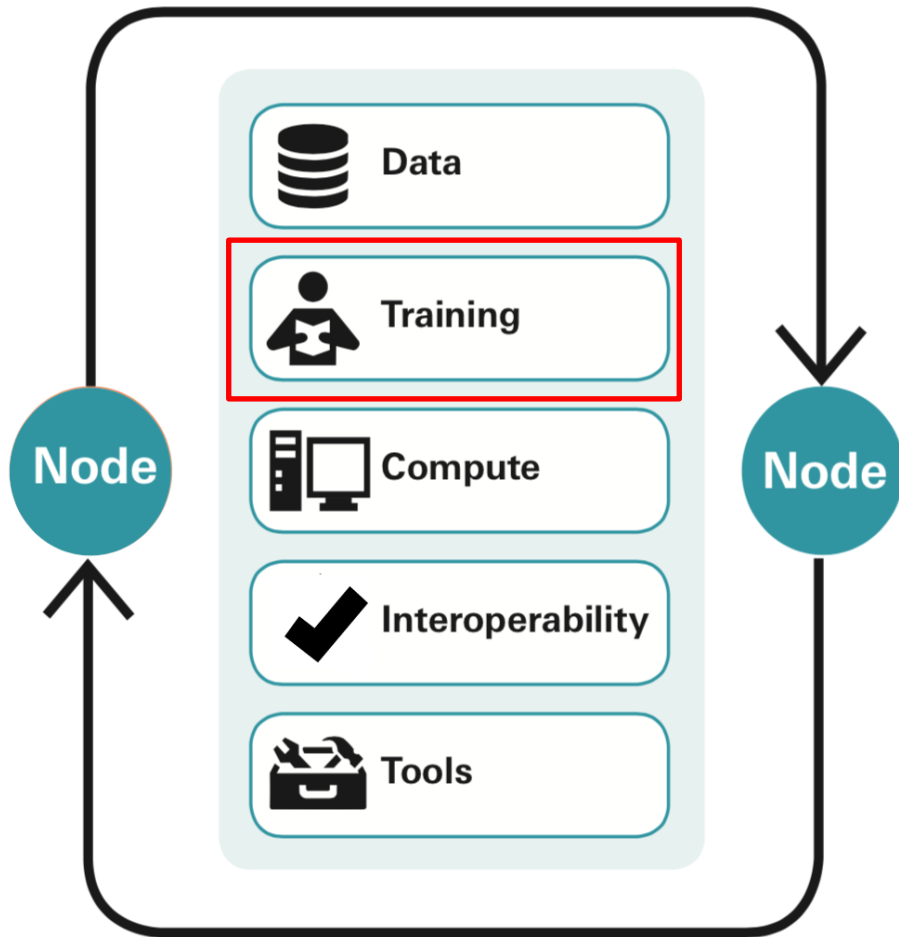 Data
Training
Compute
Interoperability
Tools
Node
Node